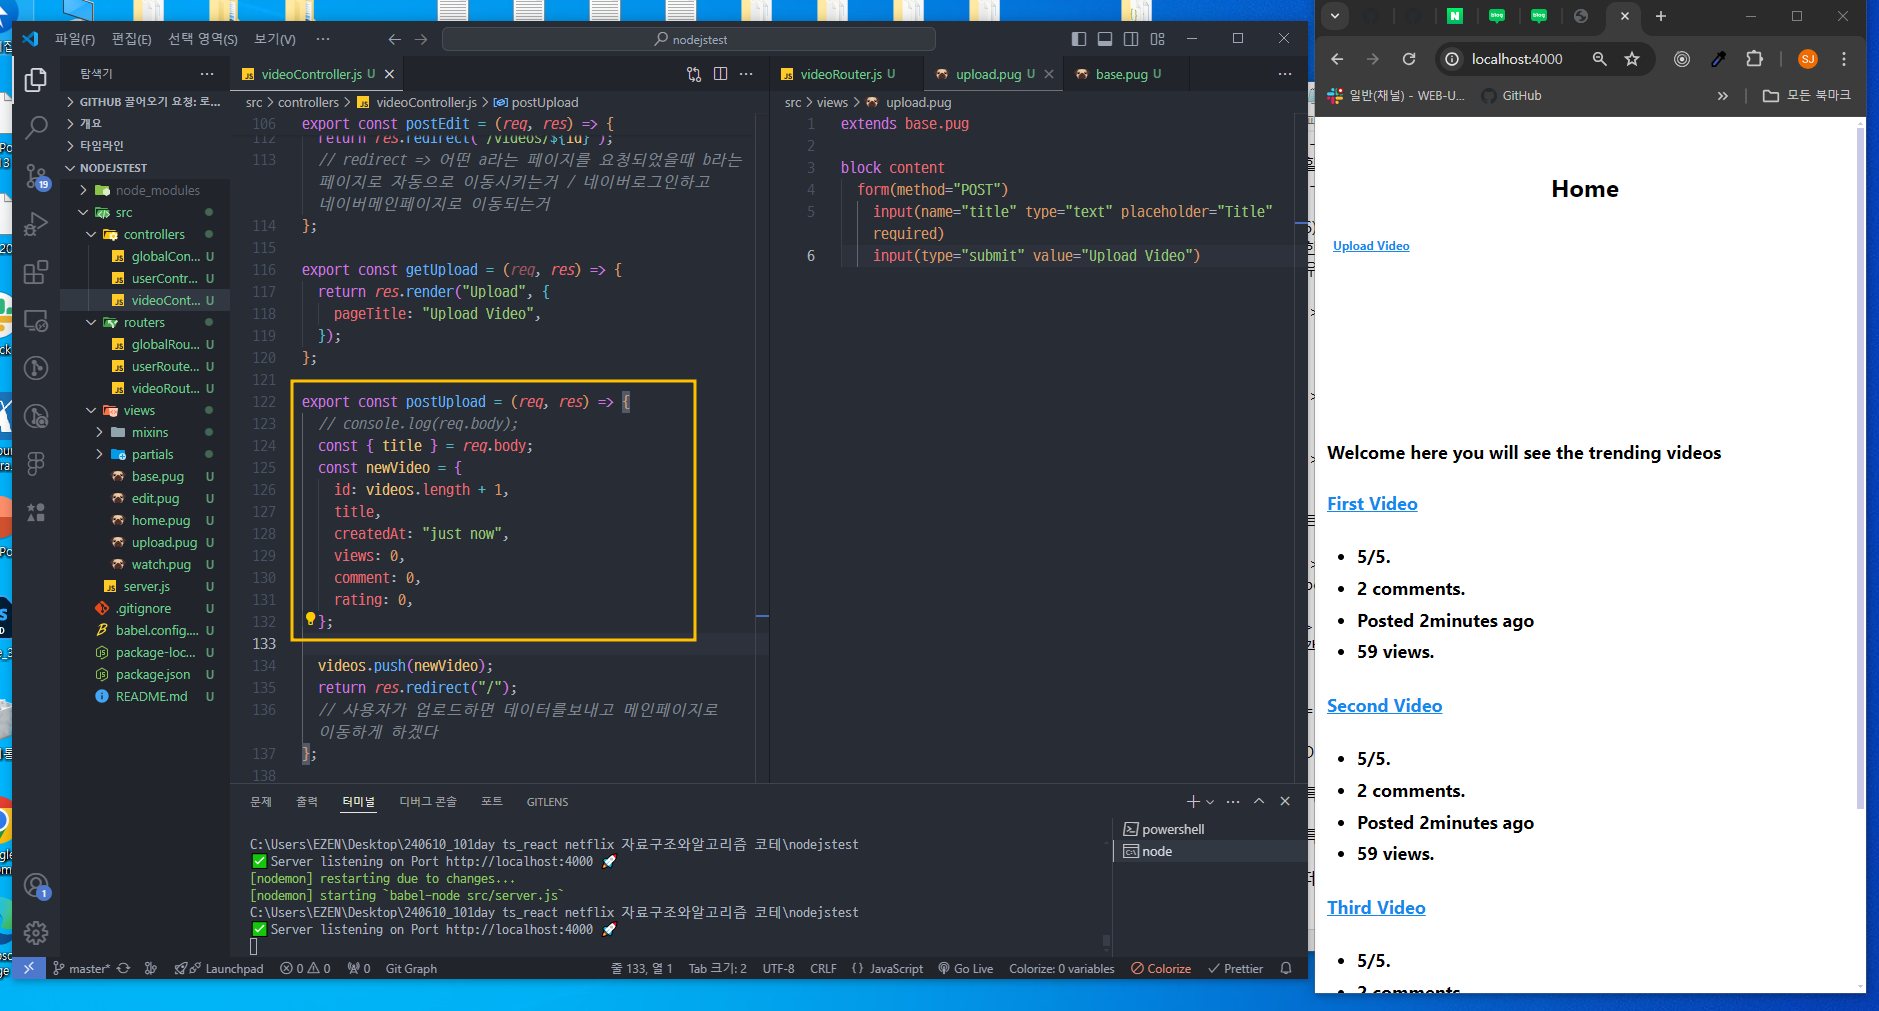 파일(F) 편집(E) 선택 영역(S) 보기(V) ··· nodejstest
탐색기 ···
GITHUB 끌어오기 요청: 로...
개요
타임라인
NODEJSTEST
node_modules
src
controllers
globalCon... U
userContr... U
videoCont... U
routers
globalRou... U
userRoute... U
videoRout... U
views
mixins
partials
base.pug U
edit.pug U
home.pug U
upload.pug U
watch.pug U
server.js U
.gitignore U
babel.config.... U
package-loc... U
package.json U
README.md U
19
1
videoController.js U
src > controllers > videoController.js > postUpload
106 export const postEdit = (req, res) => {
return res.redirect(`/videos/${id}`);
113 // redirect => 어떤 a라는 페이지를 요청되었을때 b라는
페이지로 자동으로 이동시키는거 / 네이버로그인하고
네이버메인페이지로 이동되는거
114 };
115
116 export const getUpload = (req, res) => {
117 return res.render("Upload", {
118 pageTitle: "Upload Video",
119 });
120 };
121
122 export const postUpload = (req, res) => {
123 // console.log(req.body);
124 const { title } = req.body;
125 const newVideo = {
126 id: videos.length + 1,
127 title,
128 createdAt: "just now",
129 views: 0,
130 comment: 0,
131 rating: 0,
132 };
133
134 videos.push(newVideo);
135 return res.redirect("/");
136 // 사용자가 업로드하면 데이터를보내고 메인페이지로
이동하게 하겠다
137 };
138
videoRouter.js U upload.pug U base.pug U ···
src > views > upload.pug
1 extends base.pug
2
3 block content
4 form(method="POST")
5 input(name="title" type="text" placeholder="Title"
required)
6 input(type="submit" value="Upload Video")
문제 출력 터미널 디버그 콘솔 포트 GITLENS
C:\Users\EZEN\Desktop\240610_101day ts_react netflix 자료구조와알고리즘 코테\nodejstest
✅ Server listening on Port http://localhost:4000 🚀
[nodemon] restarting due to changes...
[nodemon] starting `babel-node src/server.js`
C:\Users\EZEN\Desktop\240610_101day ts_react netflix 자료구조와알고리즘 코테\nodejstest
✅ Server listening on Port http://localhost:4000 🚀
powershell
node
master* Launchpad 0 0 0 Git Graph 줄 133, 열 1 Tab 크기: 2 UTF-8 CRLF {} JavaScript Go Live Colorize: 0 variables Colorize Prettier
N blog blog
localhost:4000 SJ
일반(채널) - WEB-U... GitHub » 모든 북마크
Home
Upload Video
Welcome here you will see the trending videos
First Video
• 5/5.
• 2 comments.
• Posted 2minutes ago
• 59 views.
Second Video
• 5/5.
• 2 comments.
• Posted 2minutes ago
• 59 views.
Third Video
• 5/5.
• 2 comments.